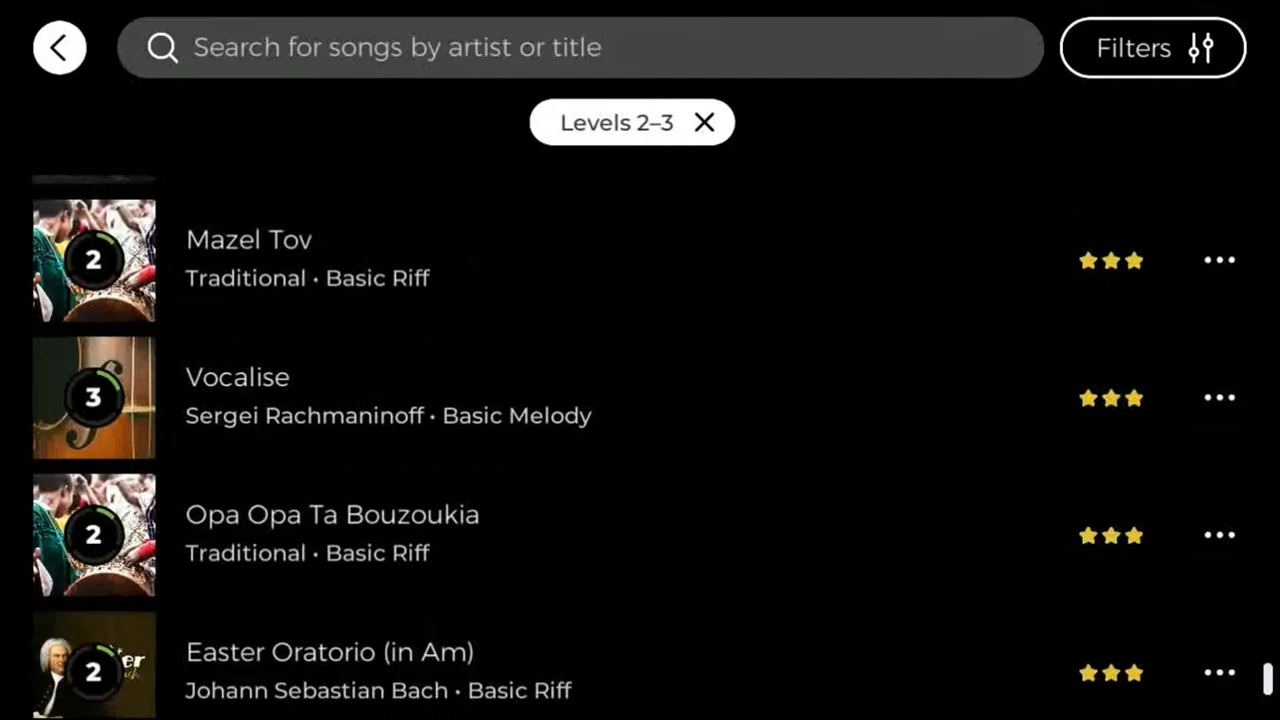 Search for songs by artist or title
Filters
Levels 2–3
2
Mazel Tov
Traditional • Basic Riff
3
Vocalise
Sergei Rachmaninoff • Basic Melody
2
Opa Opa Ta Bouzoukia
Traditional • Basic Riff
2
Easter Oratorio (in Am)
Johann Sebastian Bach • Basic Riff